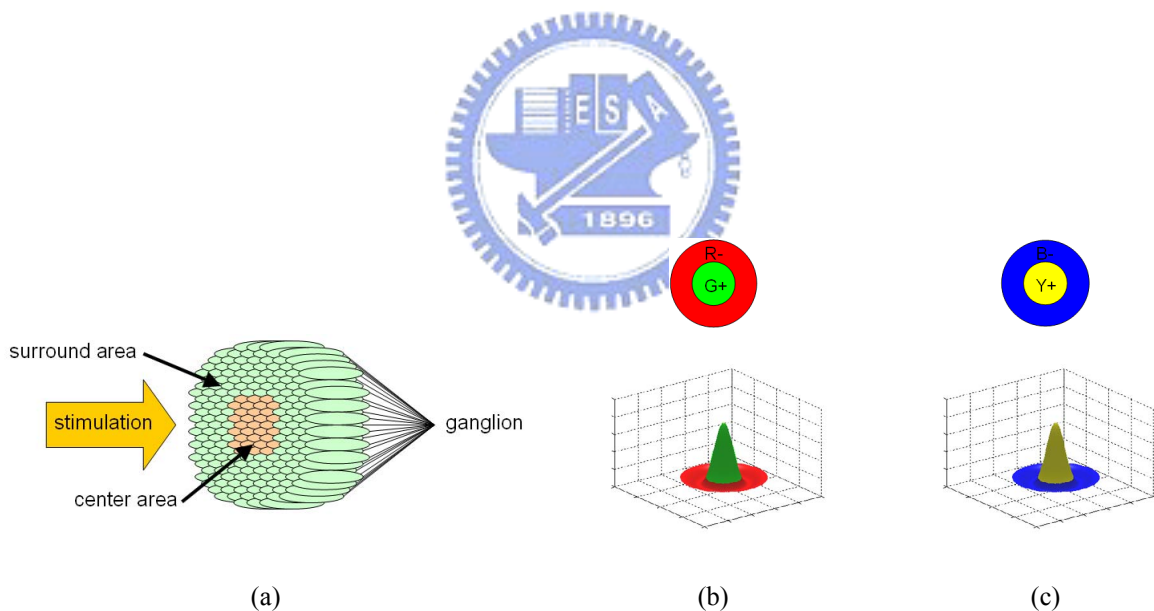 E S A
1896
R-
G+
B-
Y+
surround area
stimulation
ganglion
center area
(a)
(b)
(c)